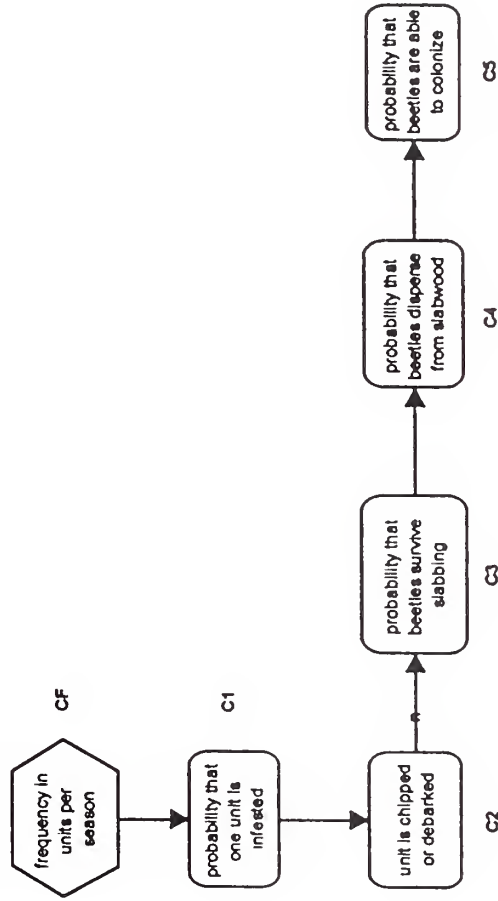 frequency in
units per
season
CF
probability that
one unit is
infested
C1
unit is chipped
or debarked
C2
probability that
beetles survive
slabbing
C3
probability that
beetles disperse
from slabwood
C4
probability that
beetles are able
to colonize
C5